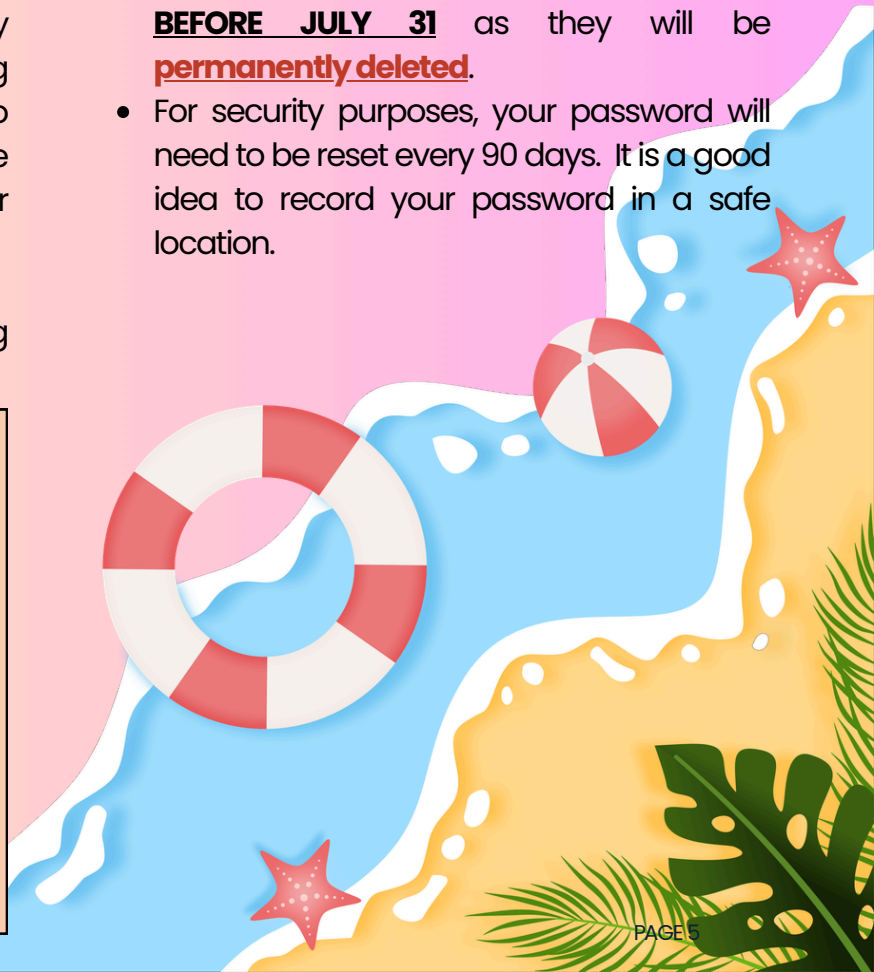 BEFORE JULY 31 as they will be
permanently deleted.
• For security purposes, your password will
need to be reset every 90 days. It is a good
idea to record your password in a safe
location.
PAGE 5